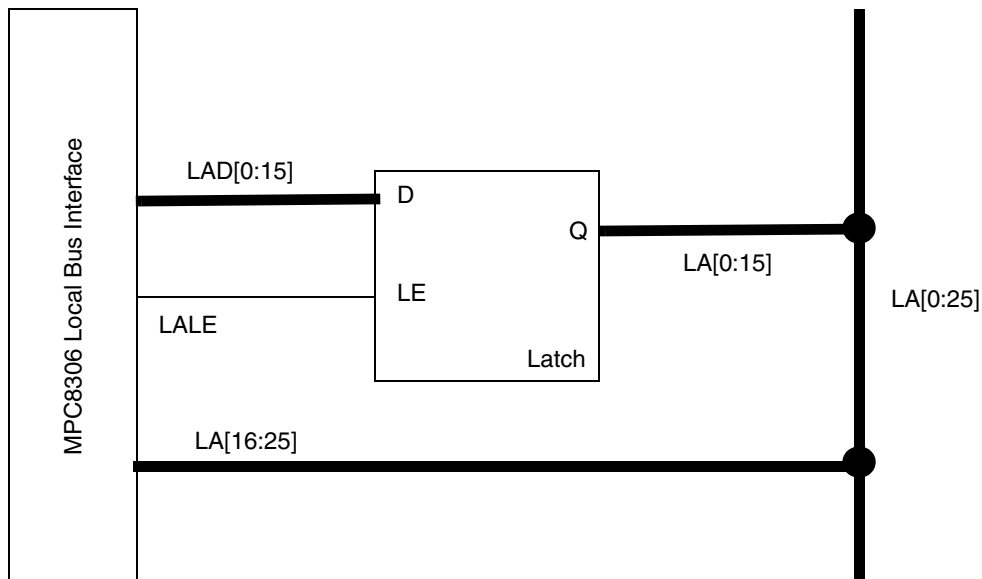 MPC8306 Local Bus Interface
LAD[0:15]
D
Q
LA[0:15]
LE
LA[0:25]
LALE
Latch
LA[16:25]